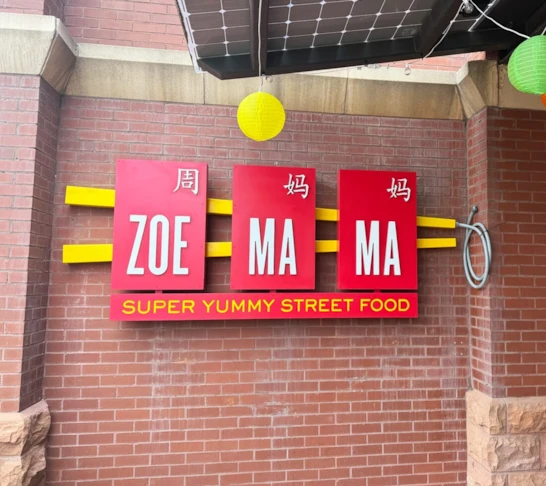 周 妈 妈
ZOE MA MA
SUPER YUMMY STREET FOOD